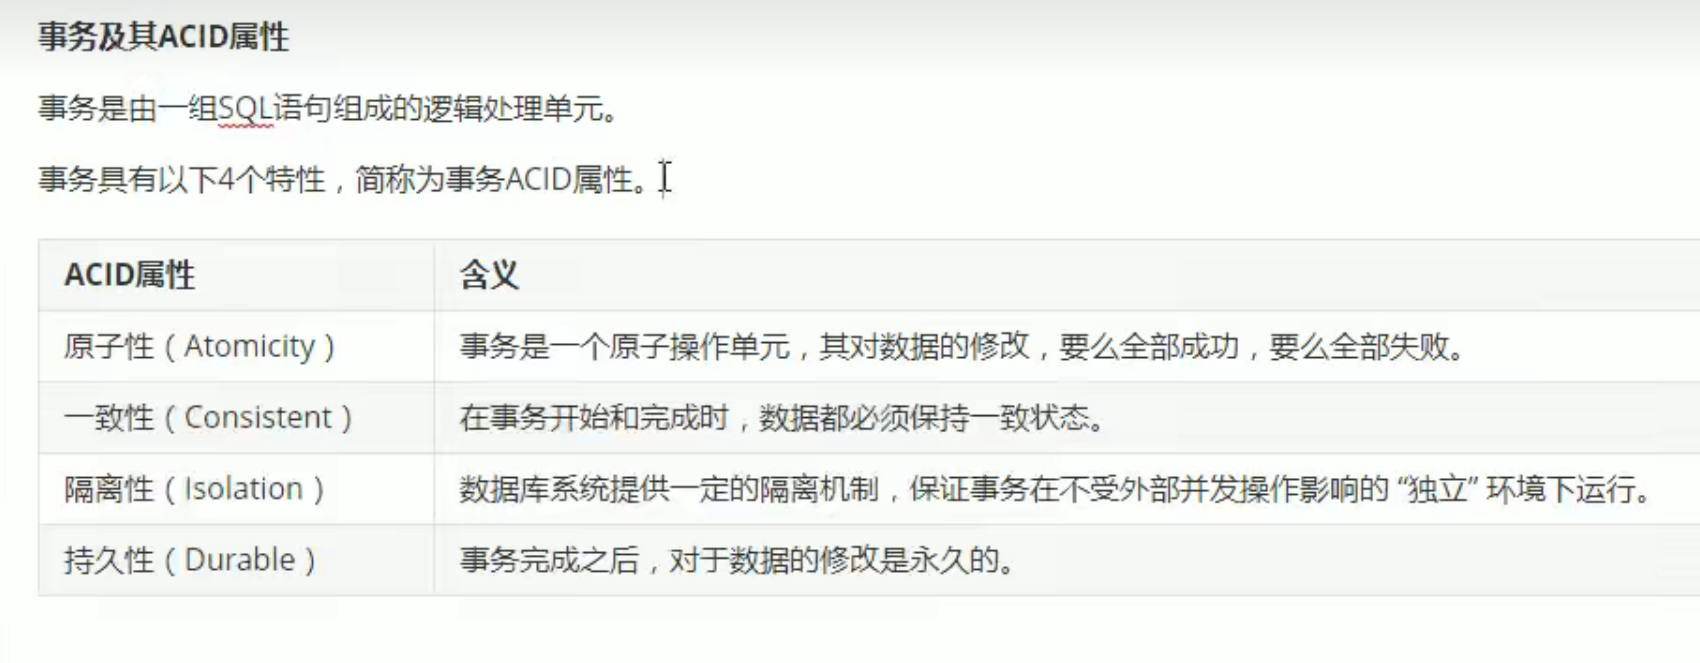 事务及其ACID属性
事务是由一组SQL语句组成的逻辑处理单元。
事务具有以下4个特性，简称为事务ACID属性。
ACID属性 含义
原子性（Atomicity） 事务是一个原子操作单元，其对数据的修改，要么全部成功，要么全部失败。
一致性（Consistent） 在事务开始和完成时，数据都必须保持一致状态。
隔离性（Isolation） 数据库系统提供一定的隔离机制，保证事务在不受外部并发操作影响的 “独立” 环境下运行。
持久性（Durable） 事务完成之后，对于数据的修改是永久的。